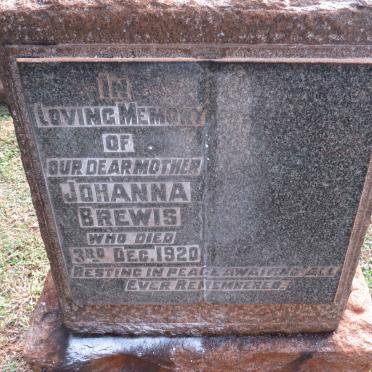 IN
LOVING MEMORY
OF
OUR DEAR MOTHER
JOHANNA
BREWIS
WHO DIED
3RD DEC. 1920
RESTING IN PEACE AWAITING ALL
EVER REMEMBERED.